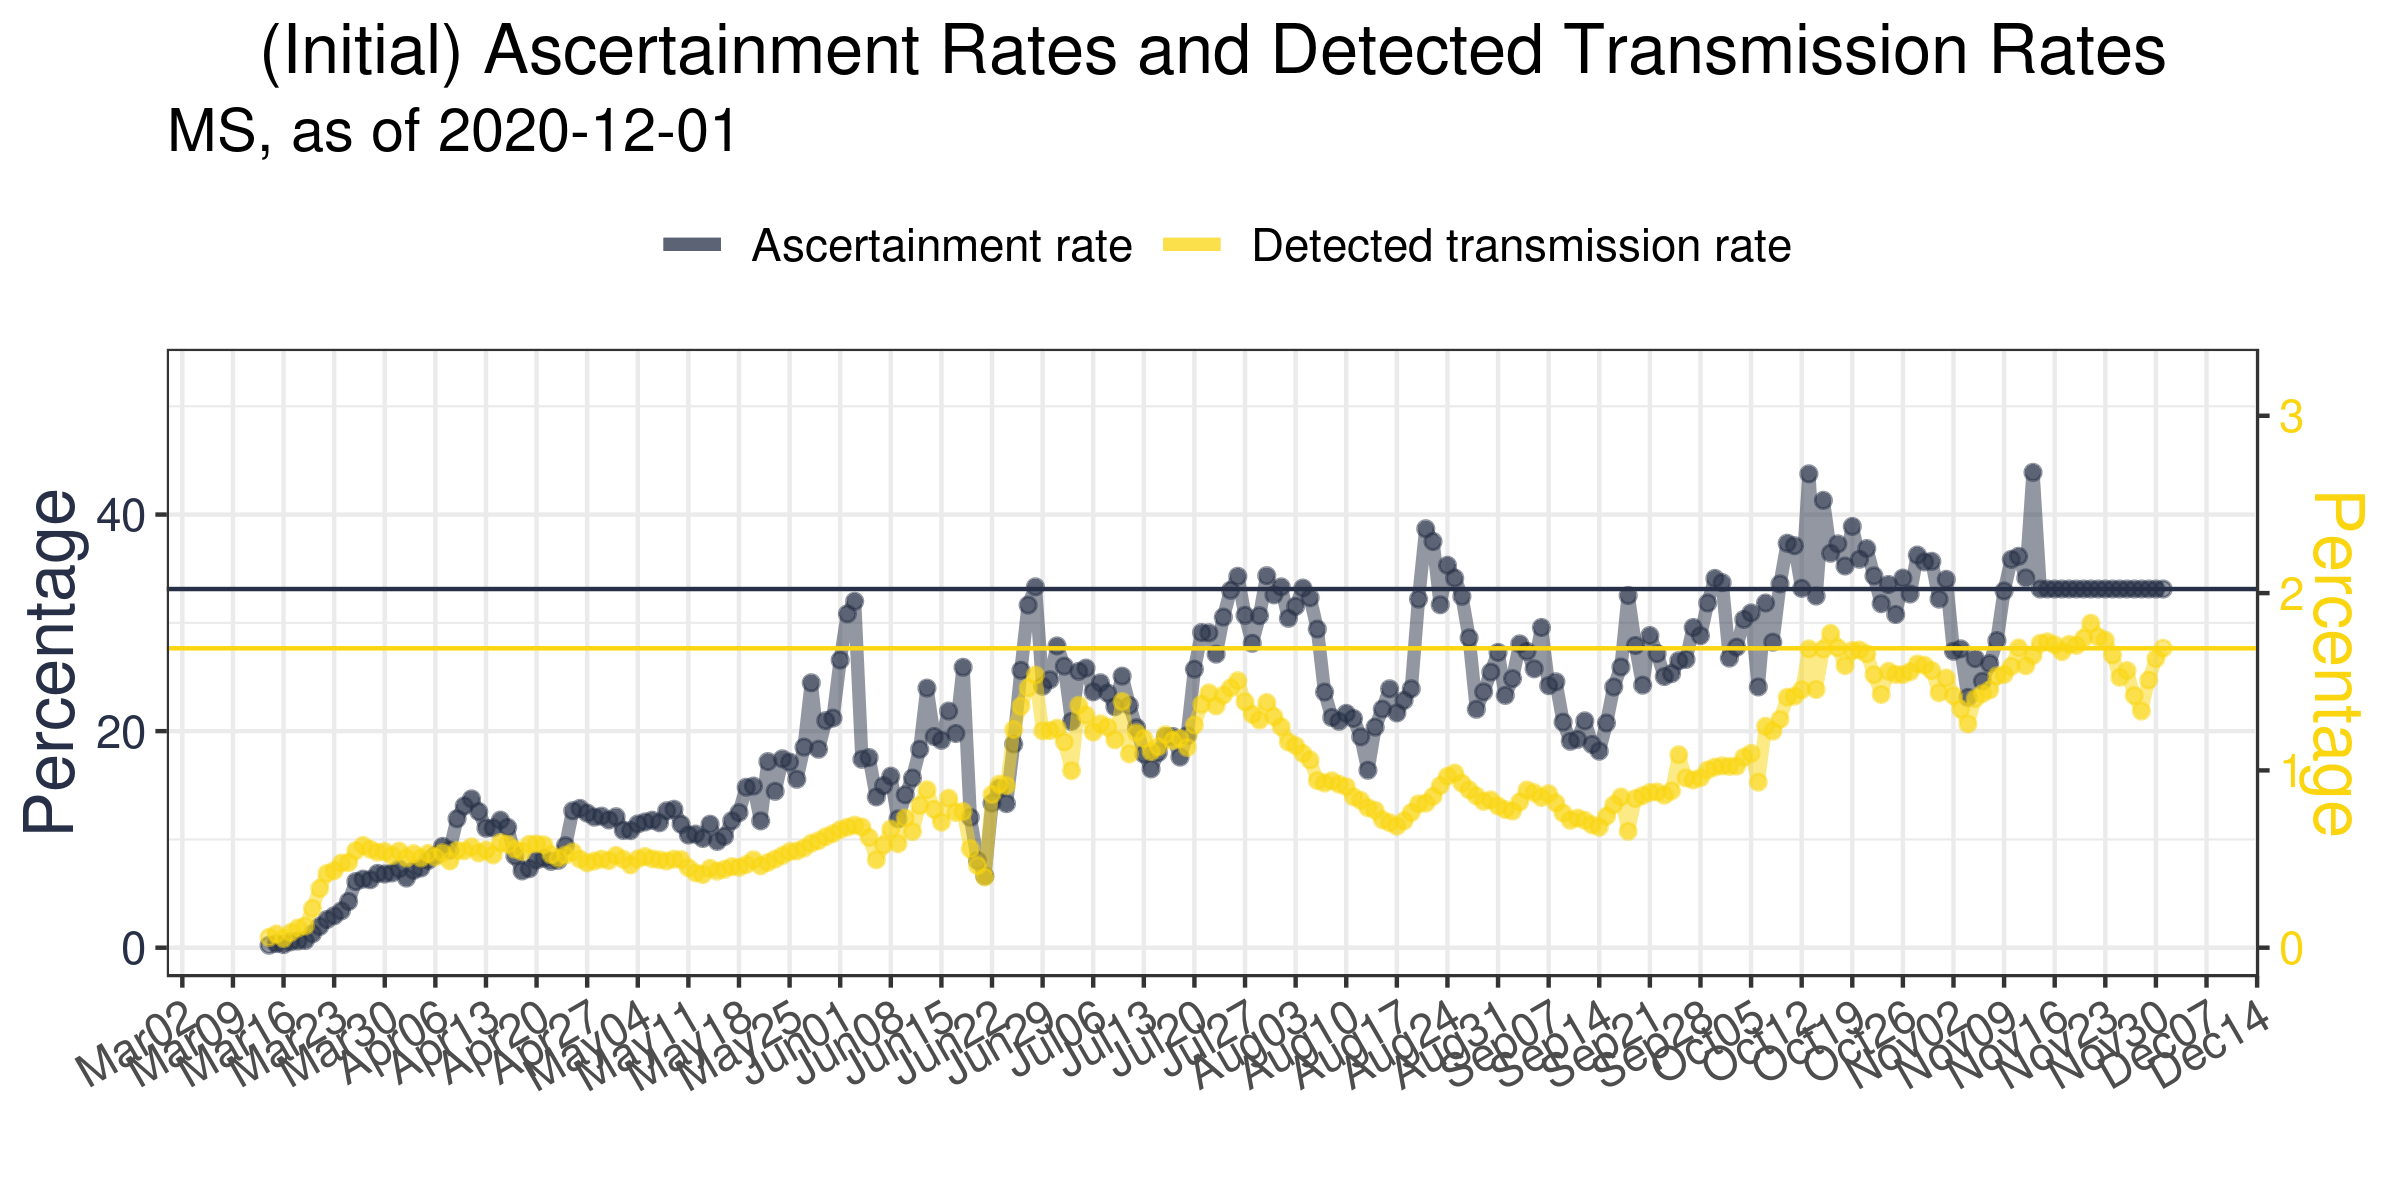 (Initial) Ascertainment Rates and Detected Transmission Rates
MS, as of 2020-12-01
Ascertainment rate
Detected transmission rate
Percentage
40
20
0
3
2
1
0
Percentage
Mar02
Mar09
Mar16
Mar23
Mar30
Apr06
Apr13
Apr20
Apr27
May04
May11
May18
May25
Jun01
Jun08
Jun15
Jun22
Jun29
Jul06
Jul13
Jul20
Jul27
Aug03
Aug10
Aug17
Aug24
Aug31
Sep07
Sep14
Sep21
Sep28
Oct05
Oct12
Oct19
Oct26
Nov02
Nov09
Nov16
Nov23
Nov30
Dec07
Dec14